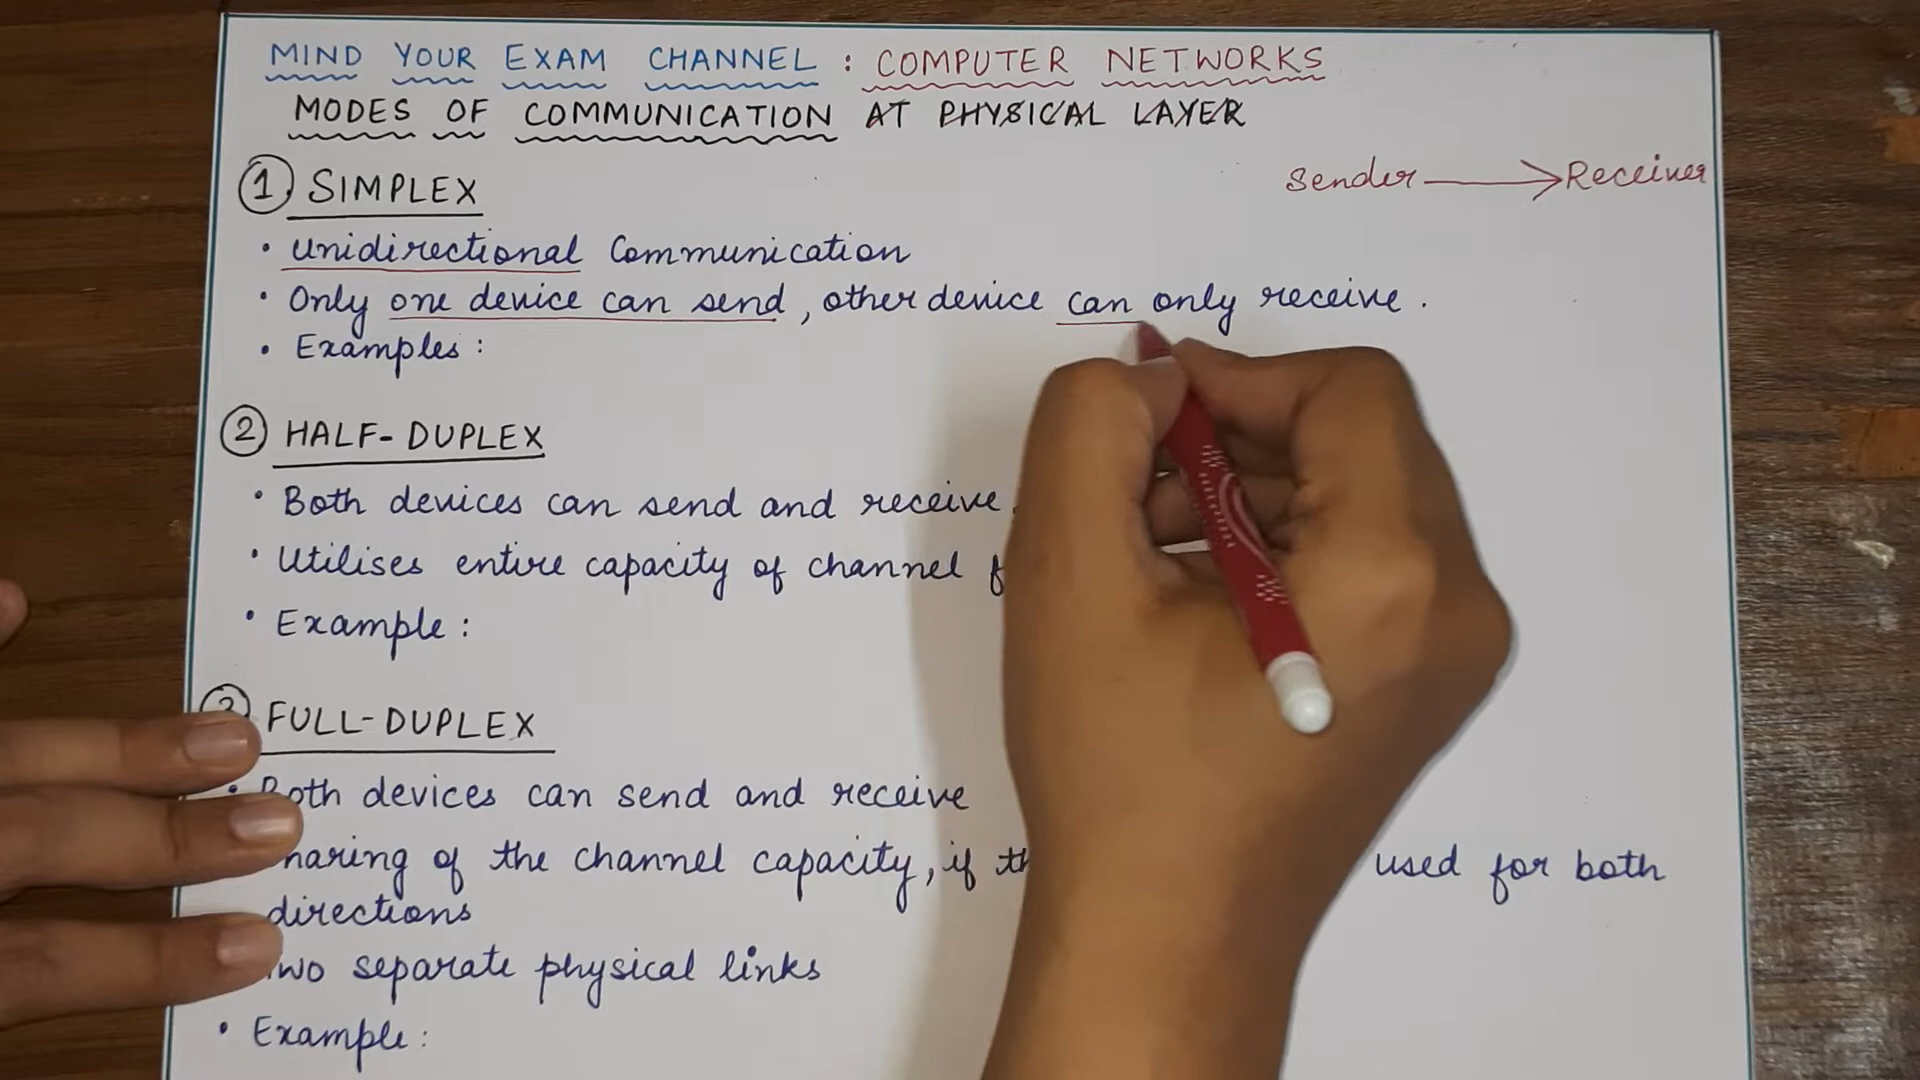 MIND YOUR EXAM CHANNEL : COMPUTER NETWORKS
MODES OF COMMUNICATION AT PHYSICAL LAYER
Sender → Receiver
① SIMPLEX
• Unidirectional Communication
• Only one device can send, other device can only receive.
• Examples :
② HALF-DUPLEX
• Both devices can send and receive
• Utilises entire capacity of channel
• Example :
FULL-DUPLEX
• Both devices can send and receive
of the channel capacity, if used for both
directions
separate physical links
• Example :